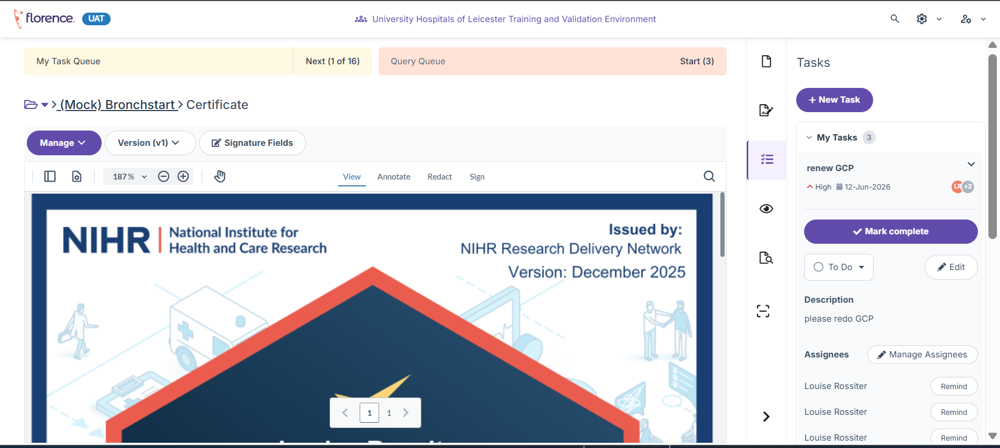 florence. UAT
University Hospitals of Leicester Training and Validation Environment
My Task Queue
Next (1 of 16)
Query Queue
Start (3)
(Mock) Bronchstart
Certificate
Manage
Version (v1)
Signature Fields
187%
View
Annotate
Redact
Sign
NIHR
National Institute for
Health and Care Research
Issued by:
NIHR Research Delivery Network
Version: December 2025
1
1
Tasks
+ New Task
My Tasks 3
renew GCP
High 12-Jun-2026
+2
Mark complete
To Do
Edit
Description
please redo GCP
Assignees
Manage Assignees
Louise Rossiter
Remind
Louise Rossiter
Remind
Louise Rossiter
Remind